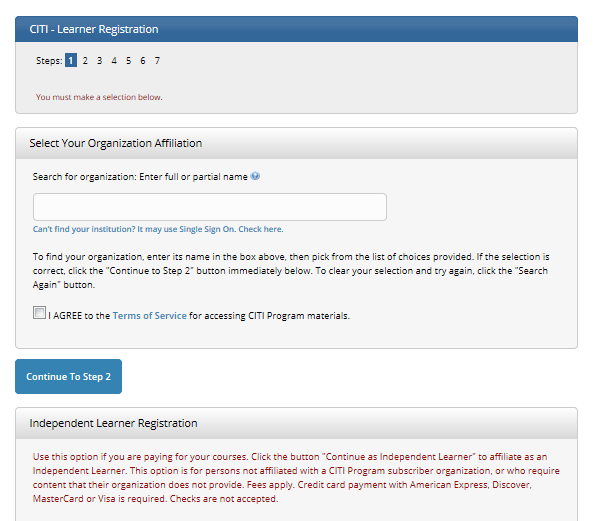 CITI - Learner Registration
Steps: 1 2 3 4 5 6 7
You must make a selection below.
Select Your Organization Affiliation
Search for organization: Enter full or partial name ?
Can't find your institution? It may use Single Sign On. Check here.
To find your organization, enter its name in the box above, then pick from the list of choices provided. If the selection is
correct, click the "Continue to Step 2" button immediately below. To clear your selection and try again, click the "Search
Again" button.
I AGREE to the Terms of Service for accessing CITI Program materials.
Continue To Step 2
Independent Learner Registration
Use this option if you are paying for your courses. Click the button "Continue as Independent Learner" to affiliate as an
Independent Learner. This option is for persons not affiliated with a CITI Program subscriber organization, or who require
content that their organization does not provide. Fees apply. Credit card payment with American Express, Discover,
MasterCard or Visa is required. Checks are not accepted.